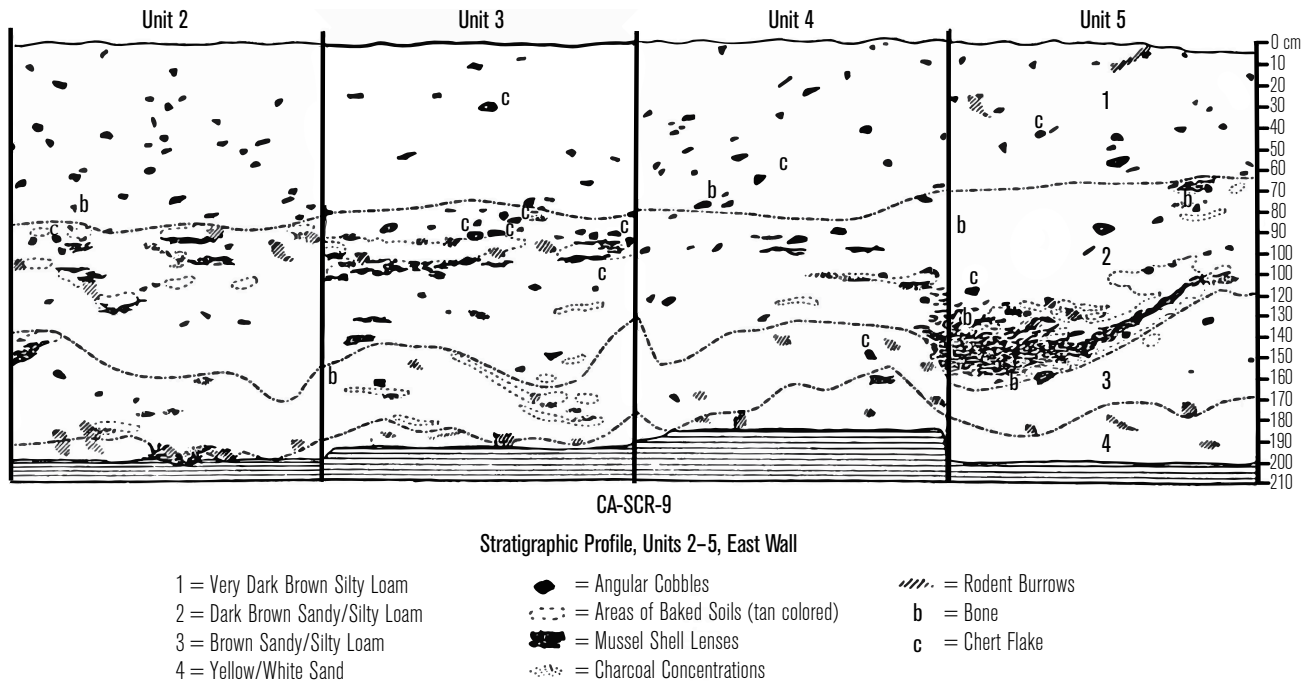 Unit 2 Unit 3 Unit 4 Unit 5
0 cm
10
c
1
20
30
c
40
50
c
60
b
70
b
b
80
c
c
c
c
b
90
c
2
100
c
c
100
120
b
130
140
c
150
b
b
3
160
170
180
4
190
200
210
CA-SCR-9
Stratigraphic Profile, Units 2–5, East Wall
1 = Very Dark Brown Silty Loam
2 = Dark Brown Sandy/Silty Loam
3 = Brown Sandy/Silty Loam
4 = Yellow/White Sand
= Angular Cobbles
= Areas of Baked Soils (tan colored)
= Mussel Shell Lenses
= Charcoal Concentrations
= Rodent Burrows
b = Bone
c = Chert Flake